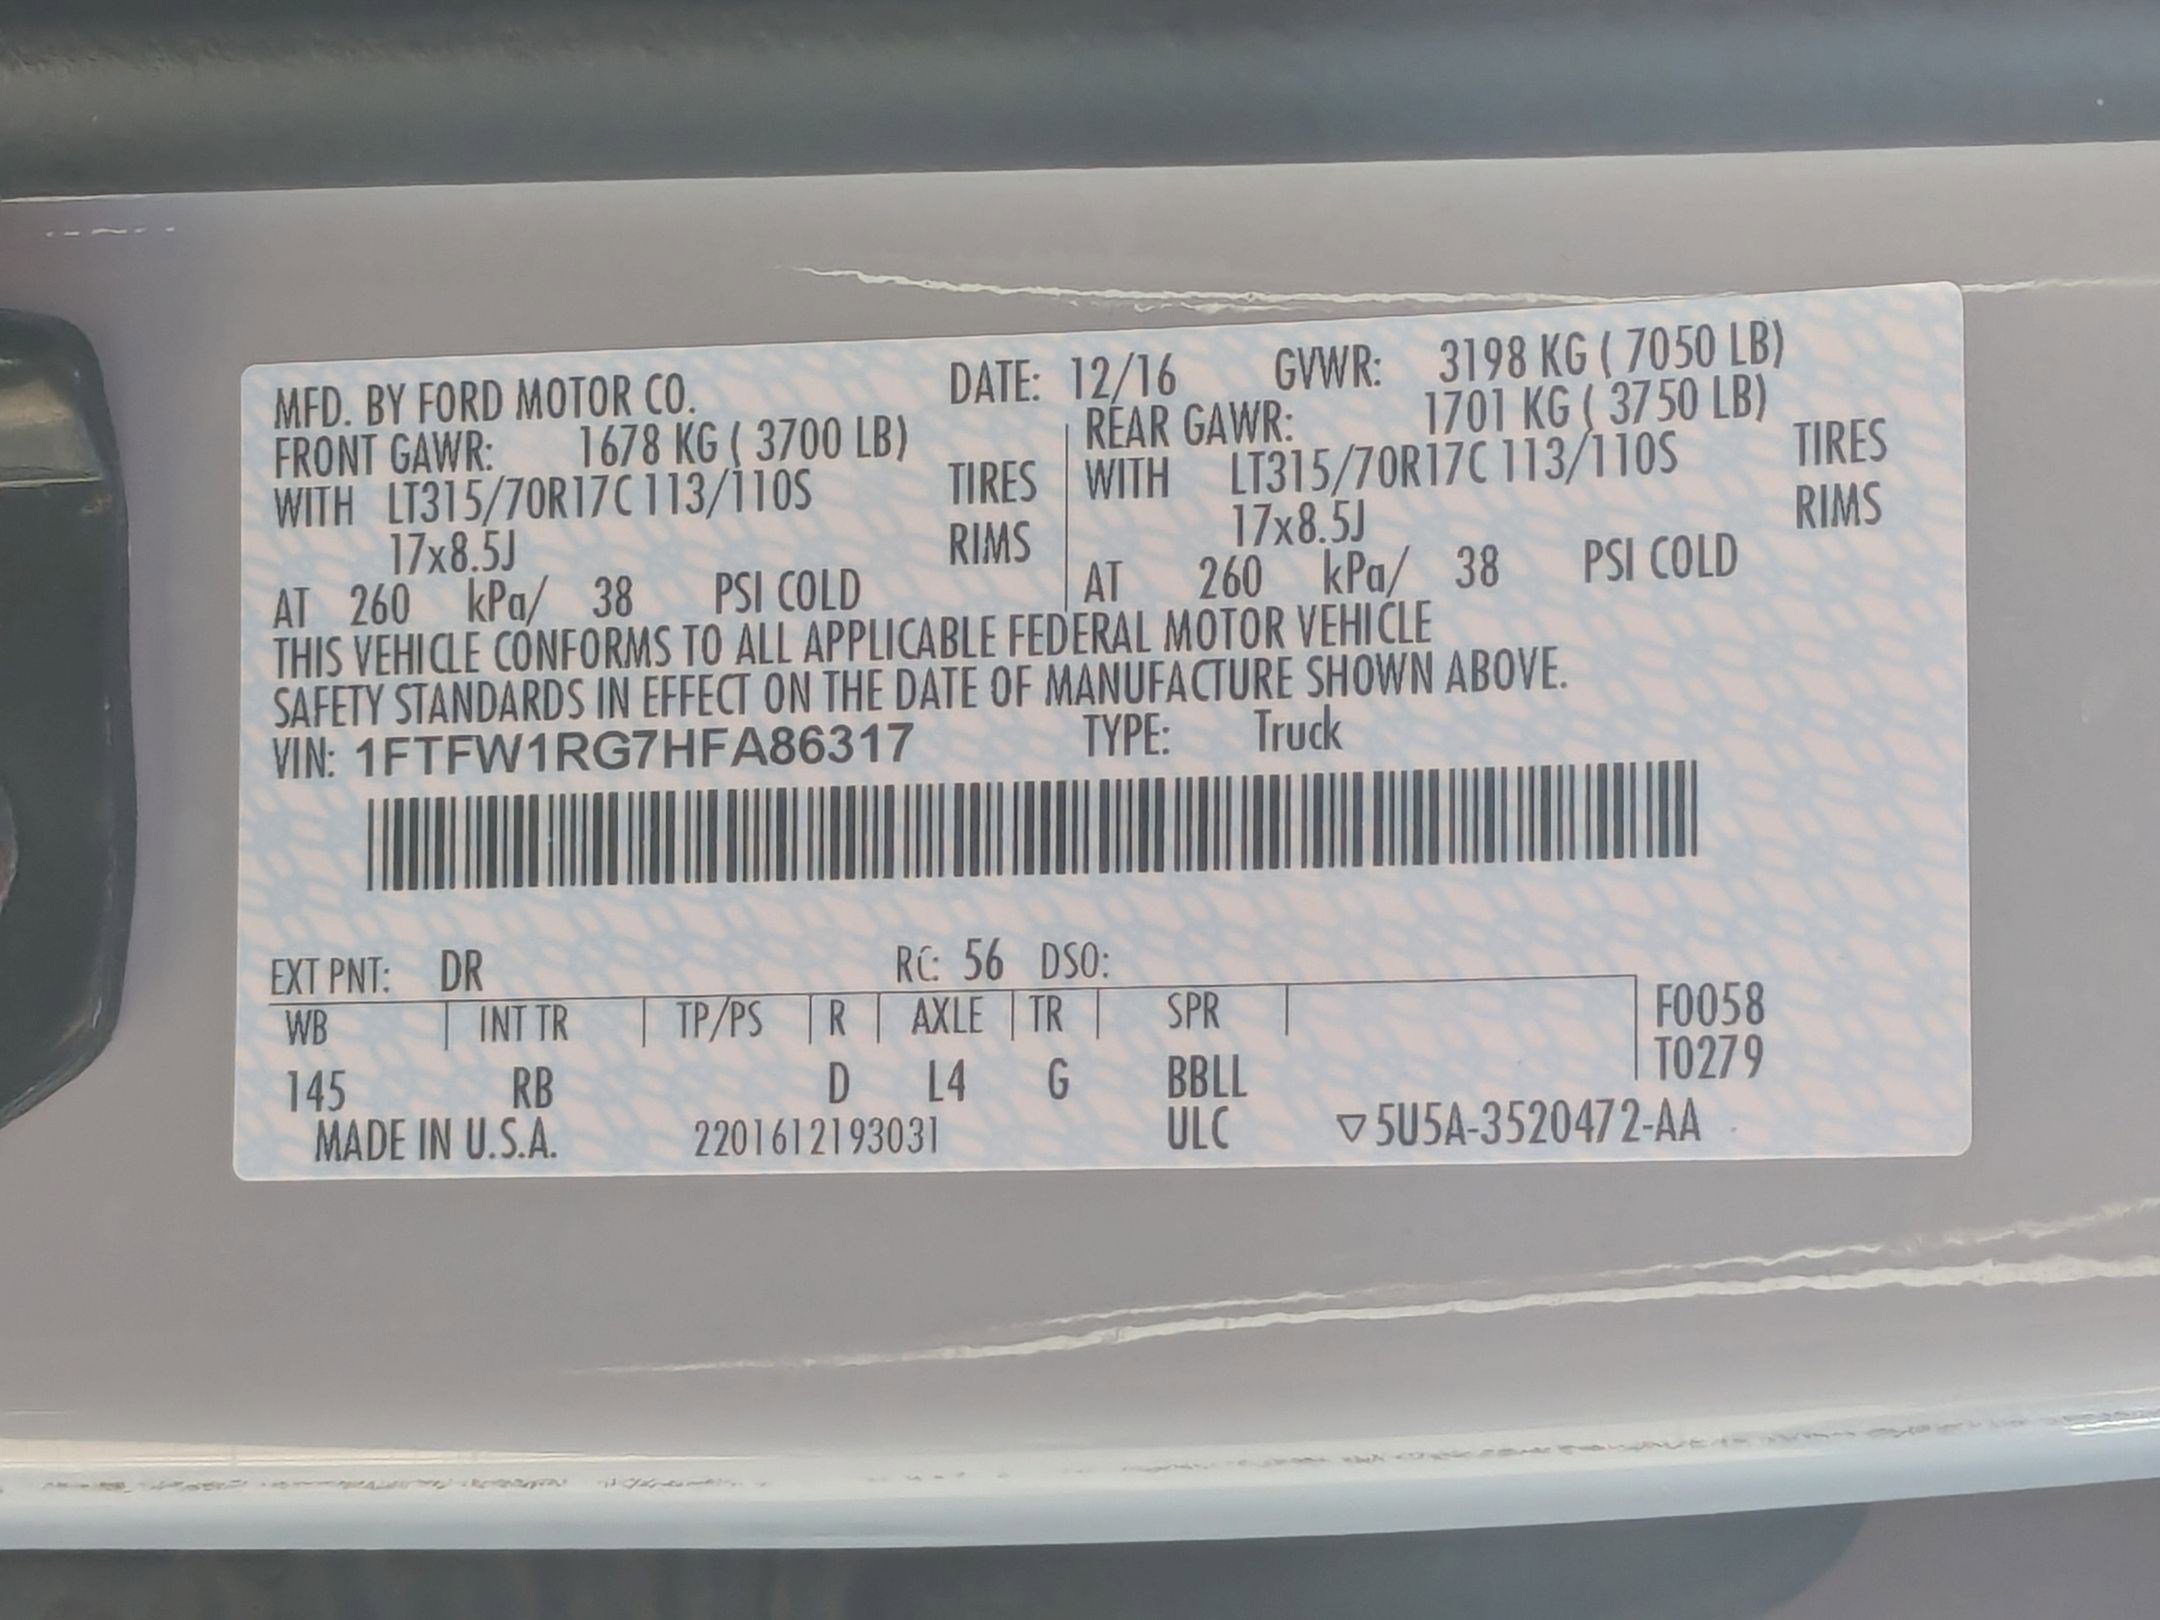 MFD. BY FORD MOTOR CO. DATE: 12/16 GVWR: 3198 KG ( 7050 LB)
FRONT GAWR: 1678 KG ( 3700 LB) REAR GAWR: 1701 KG ( 3750 LB)
WITH LT315/70R17C 113/110S TIRES WITH LT315/70R17C 113/110S TIRES
17x8.5J RIMS 17x8.5J RIMS
AT 260 kPa/ 38 PSI COLD AT 260 kPa/ 38 PSI COLD
THIS VEHICLE CONFORMS TO ALL APPLICABLE FEDERAL MOTOR VEHICLE
SAFETY STANDARDS IN EFFECT ON THE DATE OF MANUFACTURE SHOWN ABOVE.
VIN: 1FTFW1RG7HFA86317 TYPE: Truck
EXT PNT: DR RC: 56 DSO:
WB INT TR TP/PS R AXLE TR SPR F0058
T0279
145 RB D L4 G BBLL
MADE IN U.S.A. 2201612193031 ULC ▽5U5A-3520472-AA